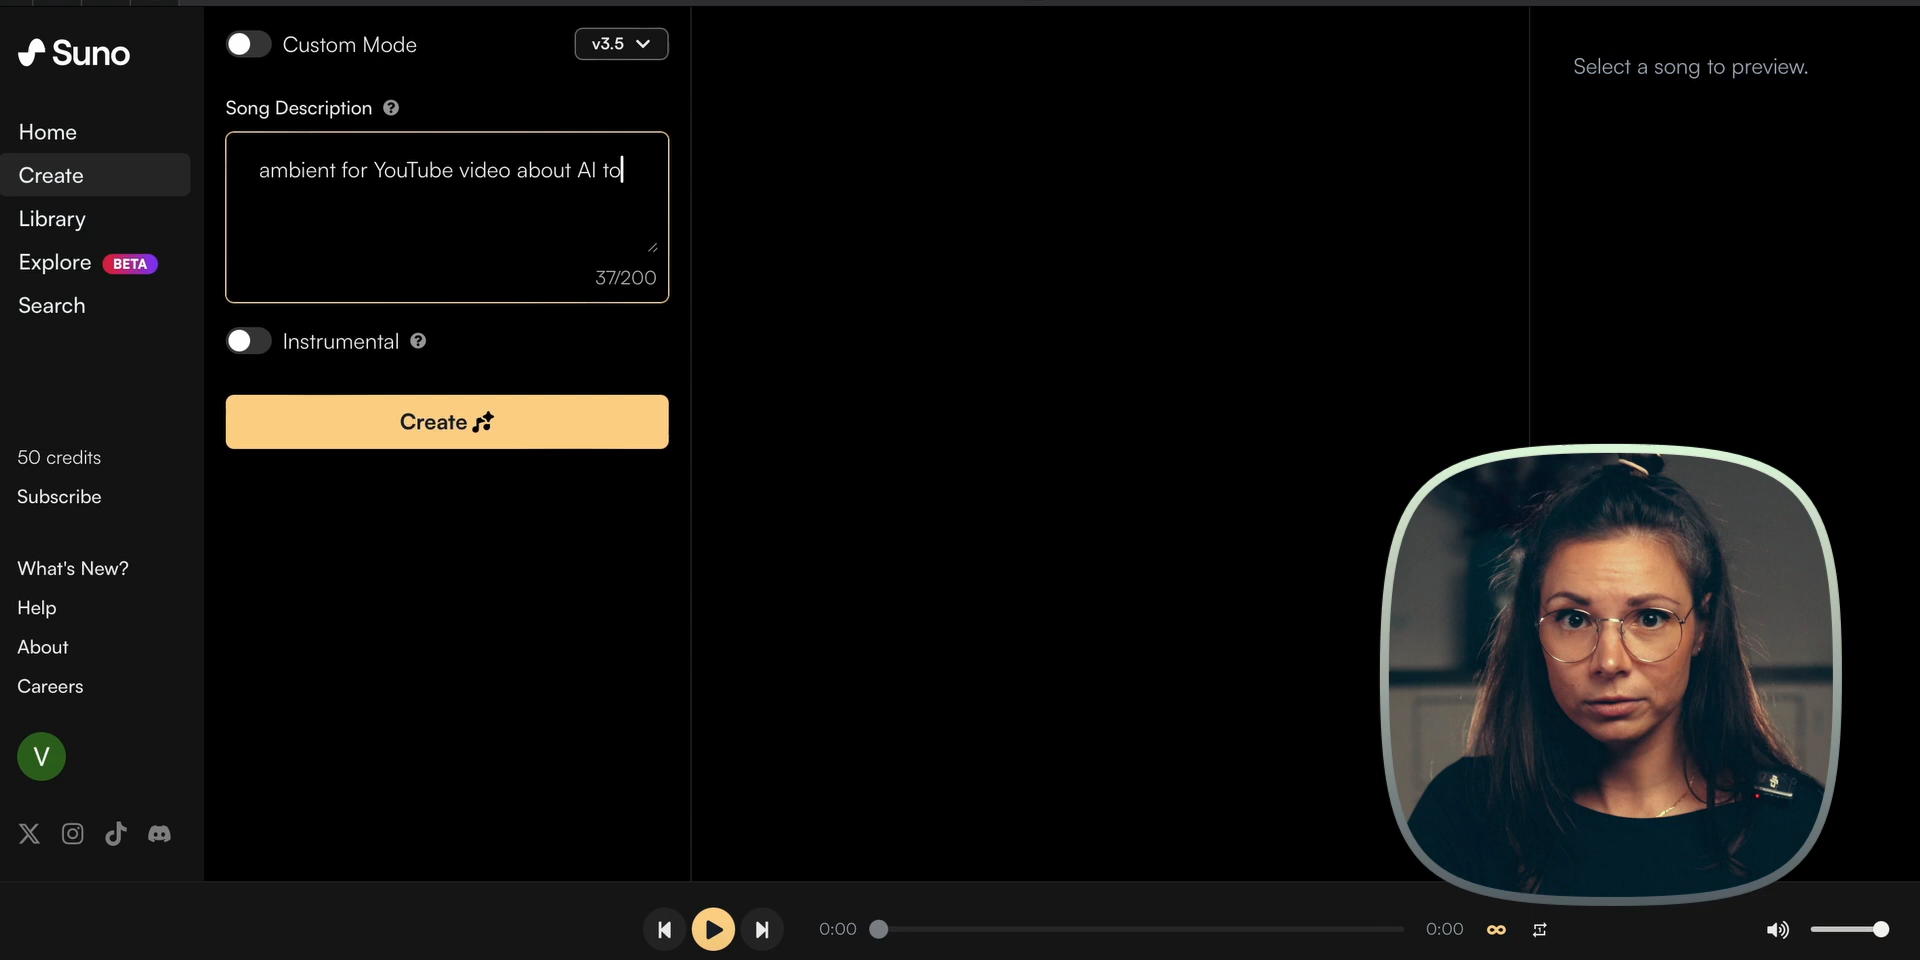 Suno
Home
Create
Library
Explore BETA
Search
50 credits
Subscribe
What's New?
Help
About
Careers
V
Custom Mode
v3.5
Song Description ?
ambient for YouTube video about AI to
37/200
Instrumental ?
Create
Select a song to preview.
0:00
0:00